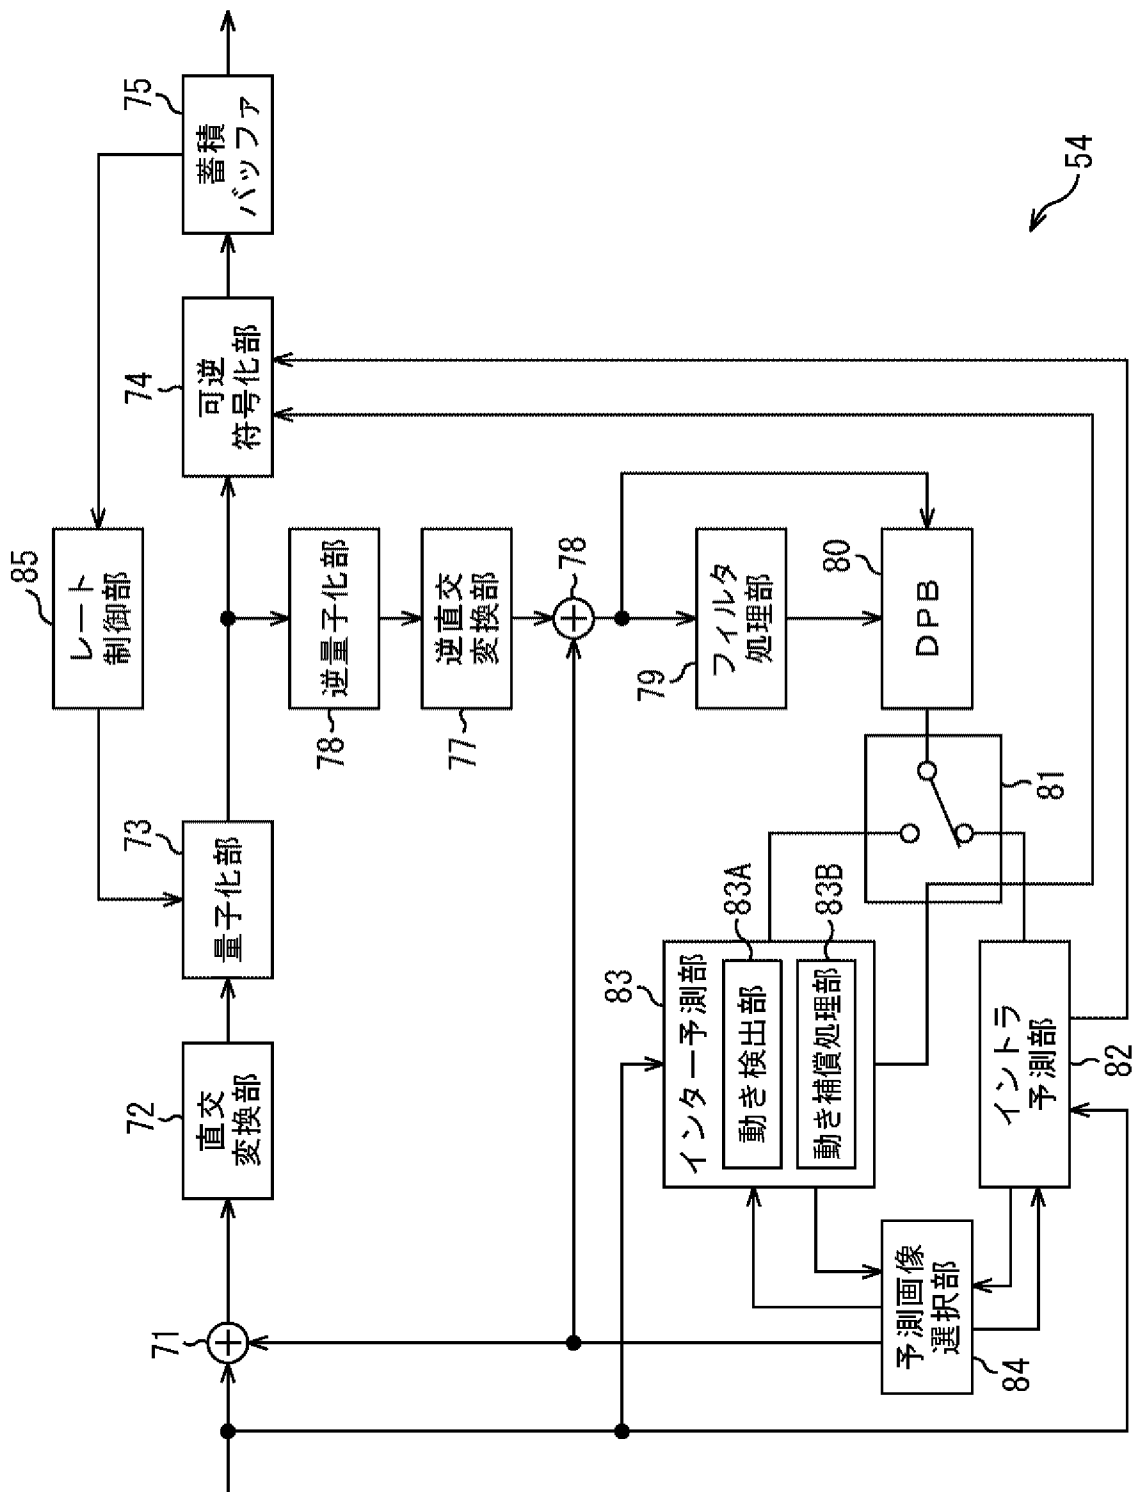 85
レート
制御部
75
蓄積
バッファ
71
72
直交
変換部
73
量子化部
74
可逆
符号化部
78
逆量子化部
77
逆直交
変換部
78
79
フィルタ
処理部
80
DPB
81
83
インター予測部
83A
動き検出部
83B
動き補償処理部
82
イントラ
予測部
84
予測画像
選択部
54